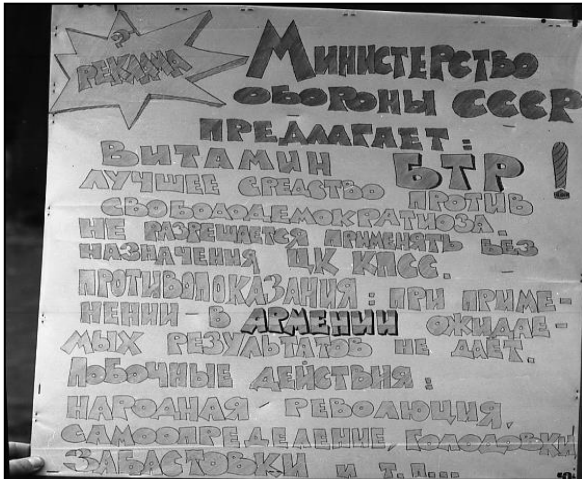 ?
РЕКЛАМА
МИНИСТЕРСТВО
ОБОРОНЫ СССР
ПРЕДЛАГАЕТ:
ВИТАМИН БТР!
ЛУЧШЕЕ СРЕДСТВО ПРОТИВ
СВОБОДОДЕМОКРАТИОЗА.
НЕ РАЗРЕШАЕТСЯ ПРИМЕНЯТЬ БЕЗ
НАЗНАЧЕНИЯ ЦК КПСС.
ПРОТИВОПОКАЗАНИЯ: ПРИ ПРИМЕ-
НЕНИИ В АРМЕНИИ ОЖИДАЕ-
МЫХ РЕЗУЛЬТАТОВ НЕ ДАЁТ.
ПОБОЧНЫЕ ДЕЙСТВИЯ:
НАРОДНАЯ РЕВОЛЮЦИЯ,
САМООПРЕДЕЛЕНИЕ, ГОЛОДОВКИ
ЗАБАСТОВКИ И Т.П...